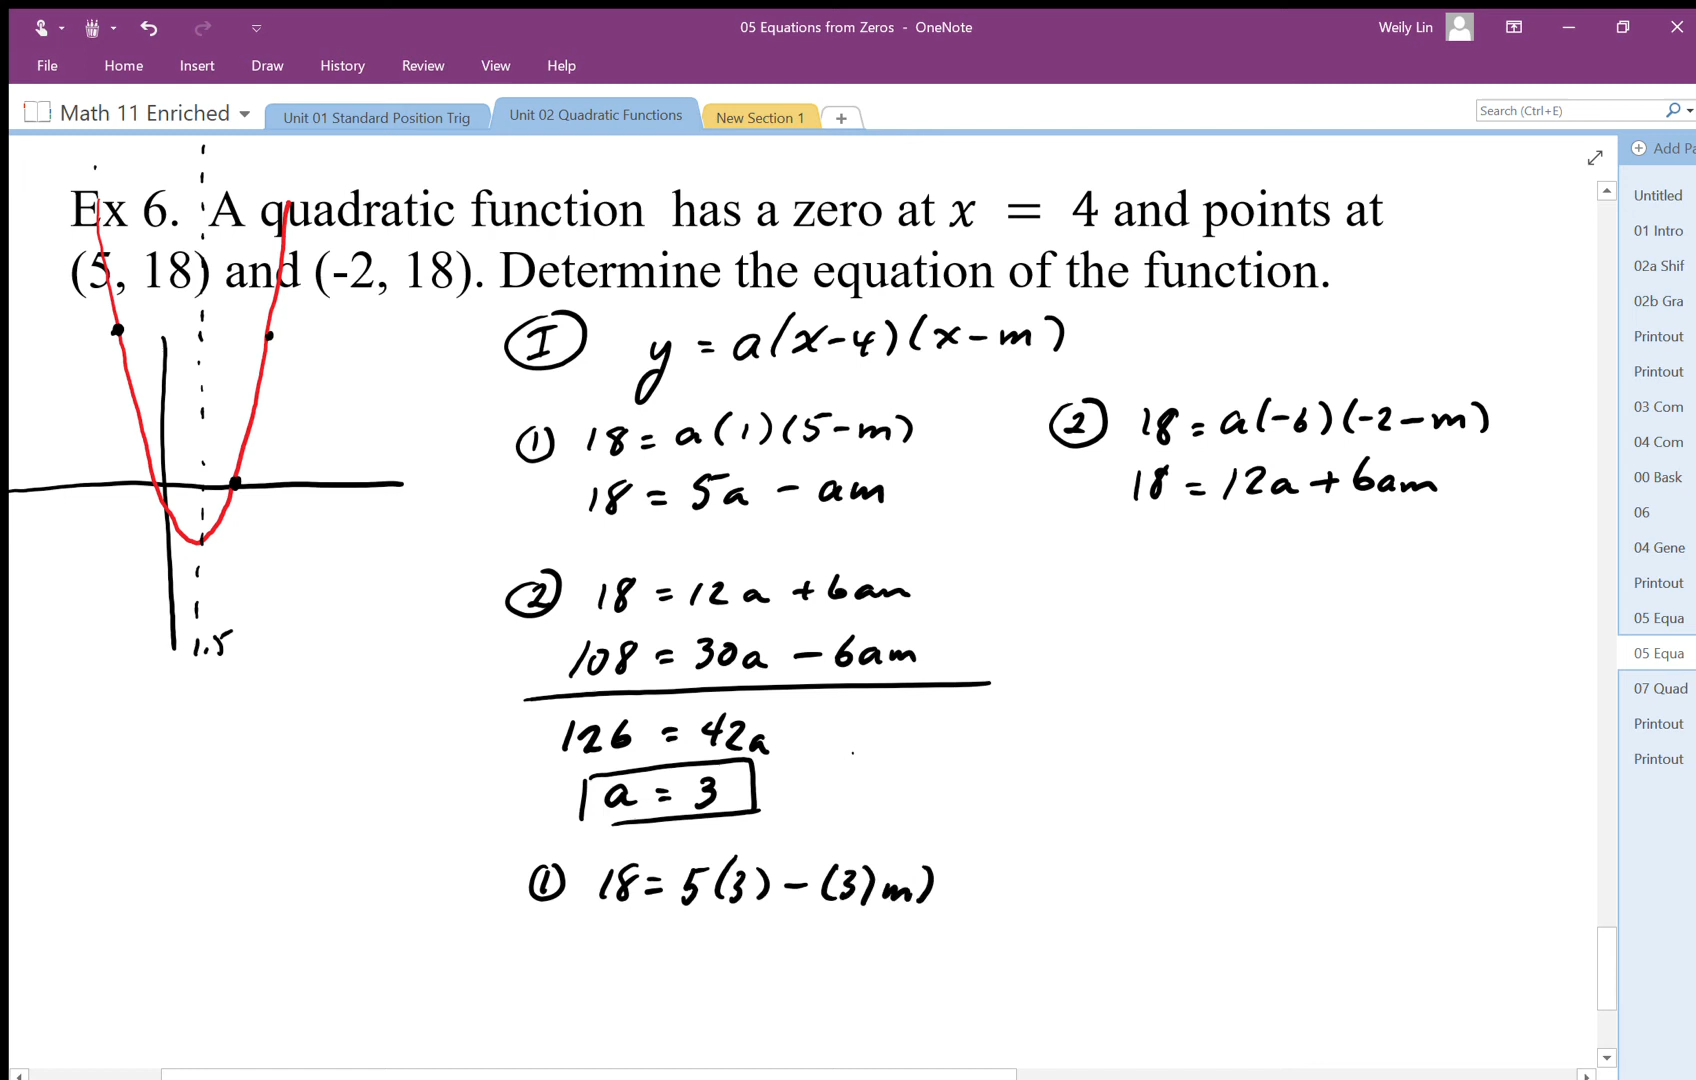 05 Equations from Zeros - OneNote
Weily Lin
File Home Insert Draw History Review View Help
Math 11 Enriched
Unit 01 Standard Position Trig
Unit 02 Quadratic Functions
New Section 1
Search (Ctrl+E)
Ex 6. A quadratic function has a zero at x = 4 and points at
(5, 18) and (-2, 18). Determine the equation of the function.
I y = a(x-4)(x-m)
① 18 = a(1)(5-m)
18 = 5a - am
② 18 = a(-6)(-2-m)
18 = 12a + 6am
② 18 = 12a + 6am
108 = 30a - 6am
126 = 42a
a = 3
① 18 = 5(3) - (3)m)
1.5
Add Pa
Untitled
01 Intro
02a Shif
02b Gra
Printout
Printout
03 Com
04 Com
00 Bask
06
04 Gene
Printout
05 Equa
05 Equa
07 Quad
Printout
Printout